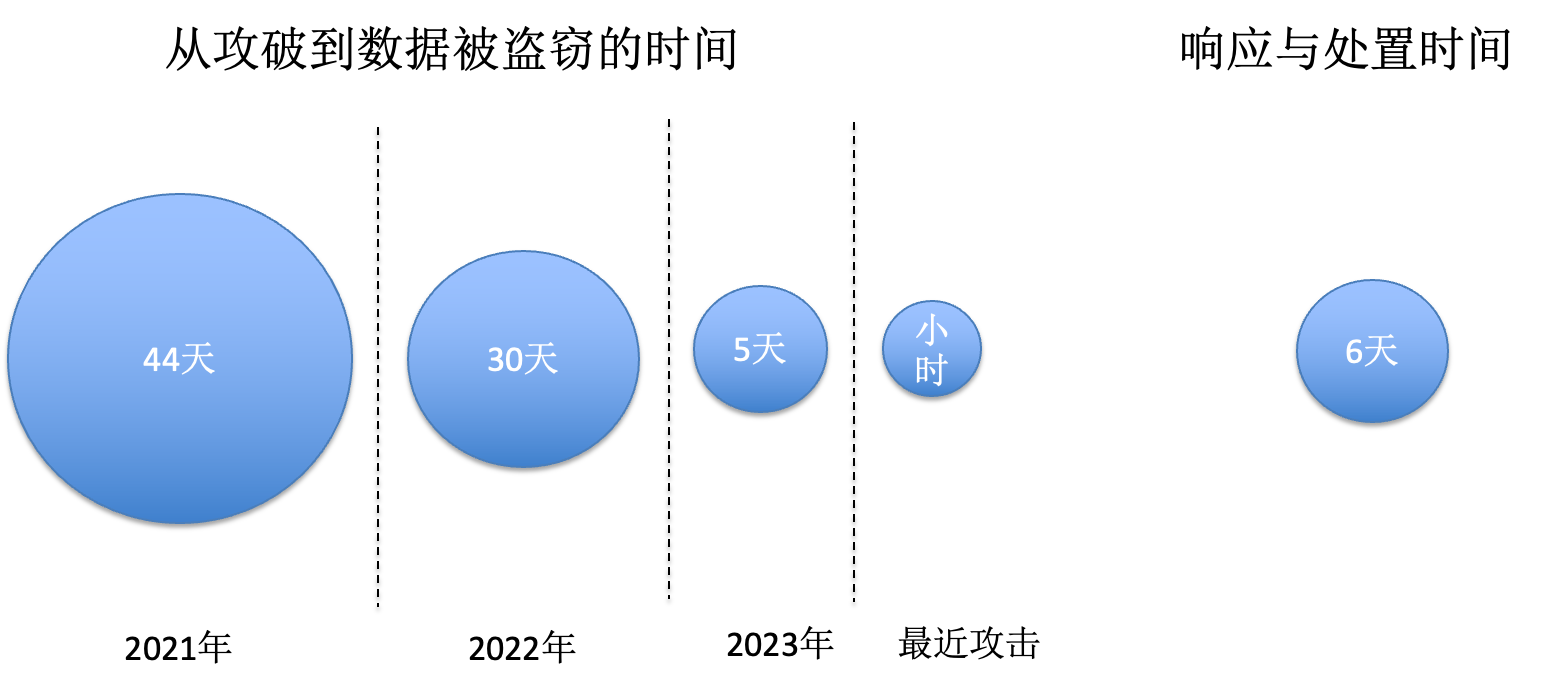 从攻破到数据被盗窃的时间
响应与处置时间
44天
30天
5天
小
时
6天
2021年
2022年
2023年
最近攻击